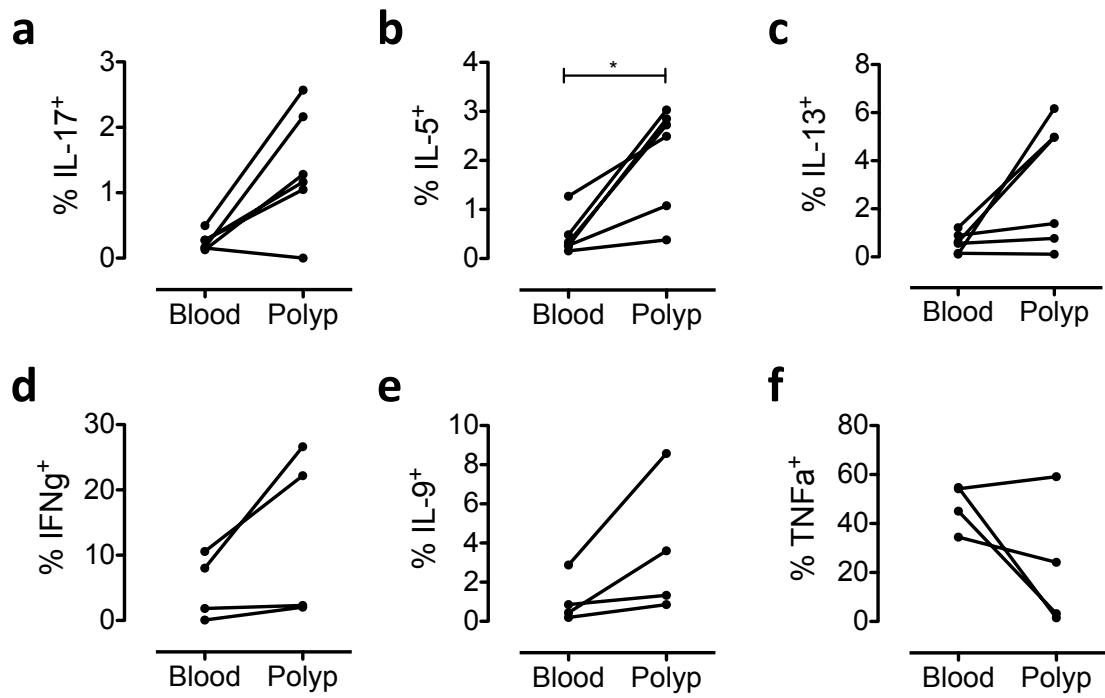 a
% IL-17⁺
3
2
1
0
Blood Polyp
b
% IL-5⁺
4
3
2
1
0
*
Blood Polyp
c
% IL-13⁺
8
6
4
2
0
Blood Polyp
d
% IFNg⁺
30
20
10
0
Blood Polyp
e
% IL-9⁺
10
8
6
4
2
0
Blood Polyp
f
% TNFa⁺
80
60
40
20
0
Blood Polyp